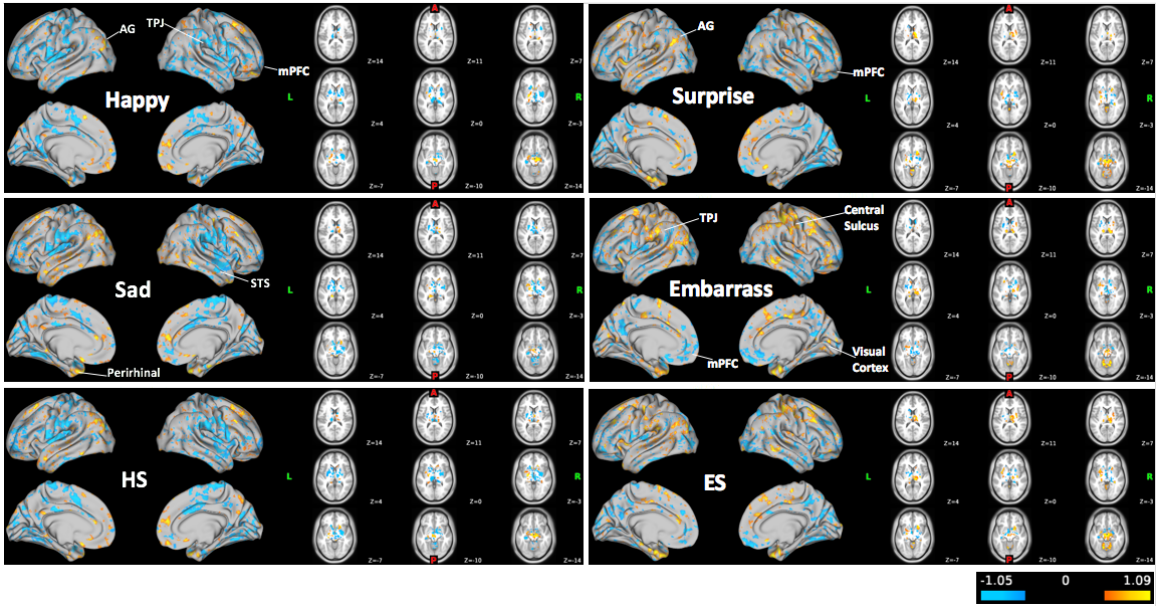 AG
TPJ
mPFC
Happy
L
R
A
P
Z=14
Z=11
Z=7
Z=4
Z=0
Z=-3
Z=-7
Z=-10
Z=-14
AG
mPFC
Surprise
L
R
A
P
Z=14
Z=11
Z=7
Z=4
Z=0
Z=-3
Z=-7
Z=-10
Z=-14
Sad
STS
Perirhinal
L
R
A
P
Z=14
Z=11
Z=7
Z=4
Z=0
Z=-3
Z=-7
Z=-10
Z=-14
TPJ
Central
Sulcus
Embarrass
mPFC
Visual
Cortex
L
R
A
P
Z=14
Z=11
Z=7
Z=4
Z=0
Z=-3
Z=-7
Z=-10
Z=-14
HS
L
R
A
P
Z=14
Z=11
Z=7
Z=4
Z=0
Z=-3
Z=-7
Z=-10
Z=-14
ES
L
R
A
P
Z=14
Z=11
Z=7
Z=4
Z=0
Z=-3
Z=-7
Z=-10
Z=-14
-1.05 0 1.09